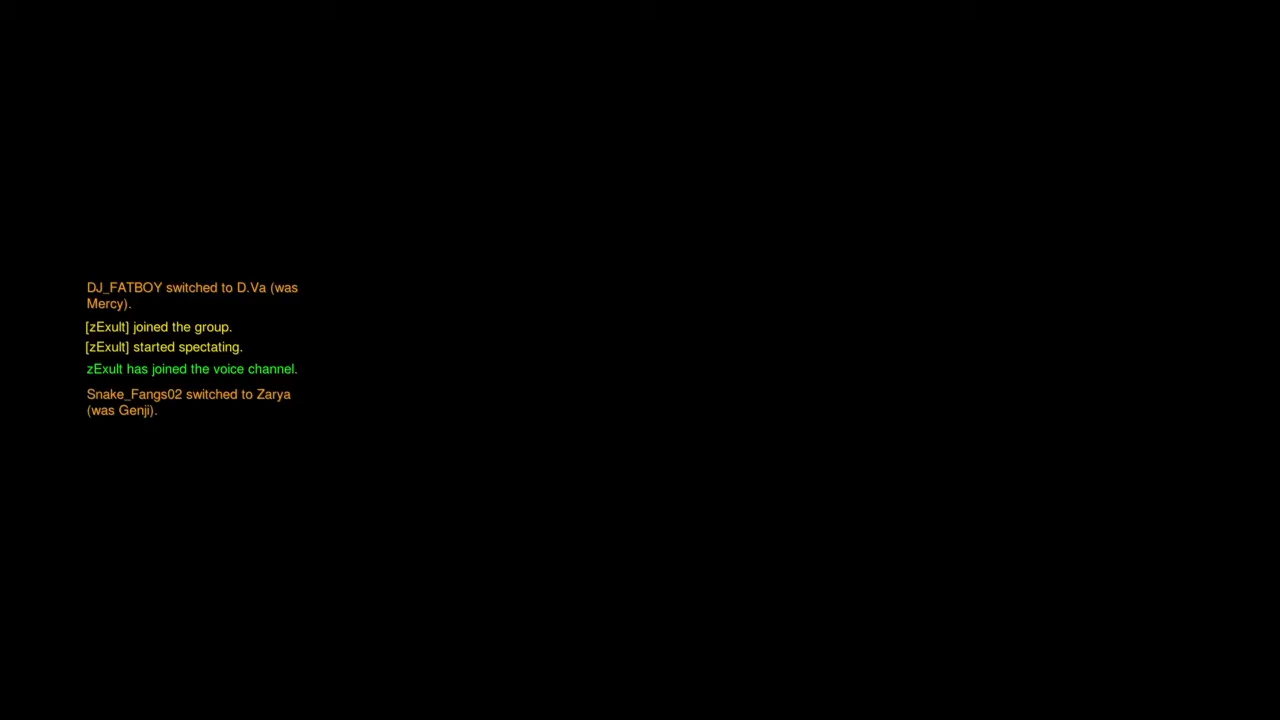 DJ_FATBOY switched to D.Va (was
Mercy).
[zExult] joined the group.
[zExult] started spectating.
zExult has joined the voice channel.
Snake_Fangs02 switched to Zarya
(was Genji).